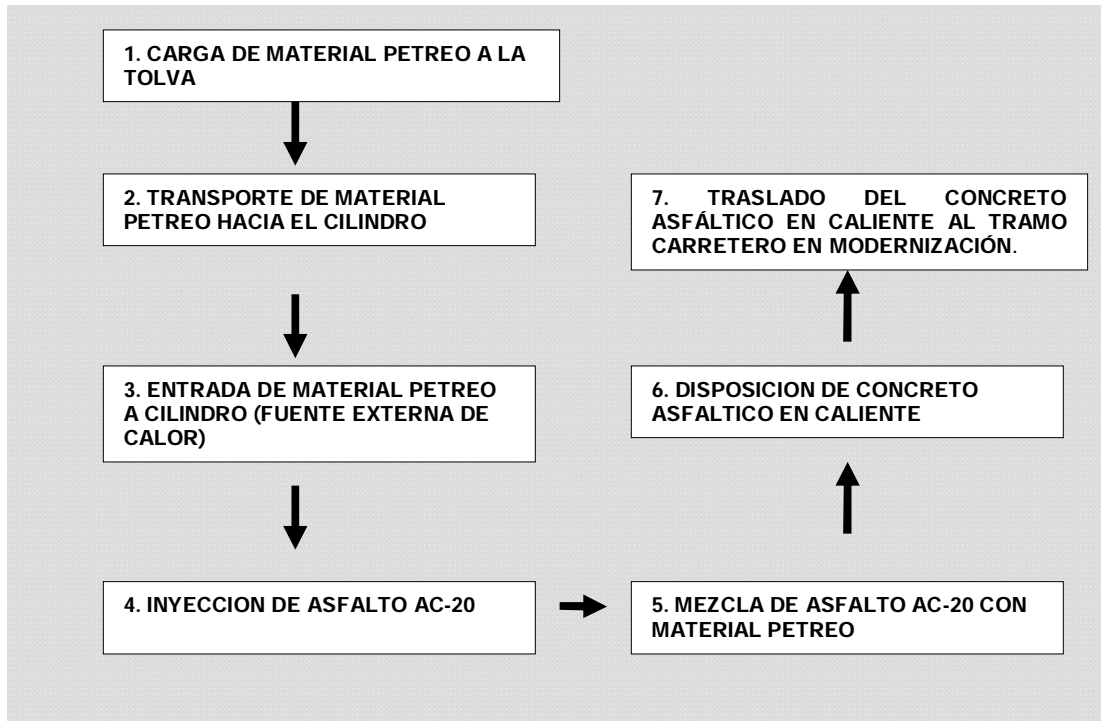 1. CARGA DE MATERIAL PETREO A LA
TOLVA
2. TRANSPORTE DE MATERIAL
PETREO HACIA EL CILINDRO
3. ENTRADA DE MATERIAL PETREO
A CILINDRO (FUENTE EXTERNA DE
CALOR)
4. INYECCION DE ASFALTO AC-20
5. MEZCLA DE ASFALTO AC-20 CON
MATERIAL PETREO
6. DISPOSICION DE CONCRETO
ASFALTICO EN CALIENTE
7. TRASLADO DEL CONCRETO
ASFÁLTICO EN CALIENTE AL TRAMO
CARRETERO EN MODERNIZACIÓN.